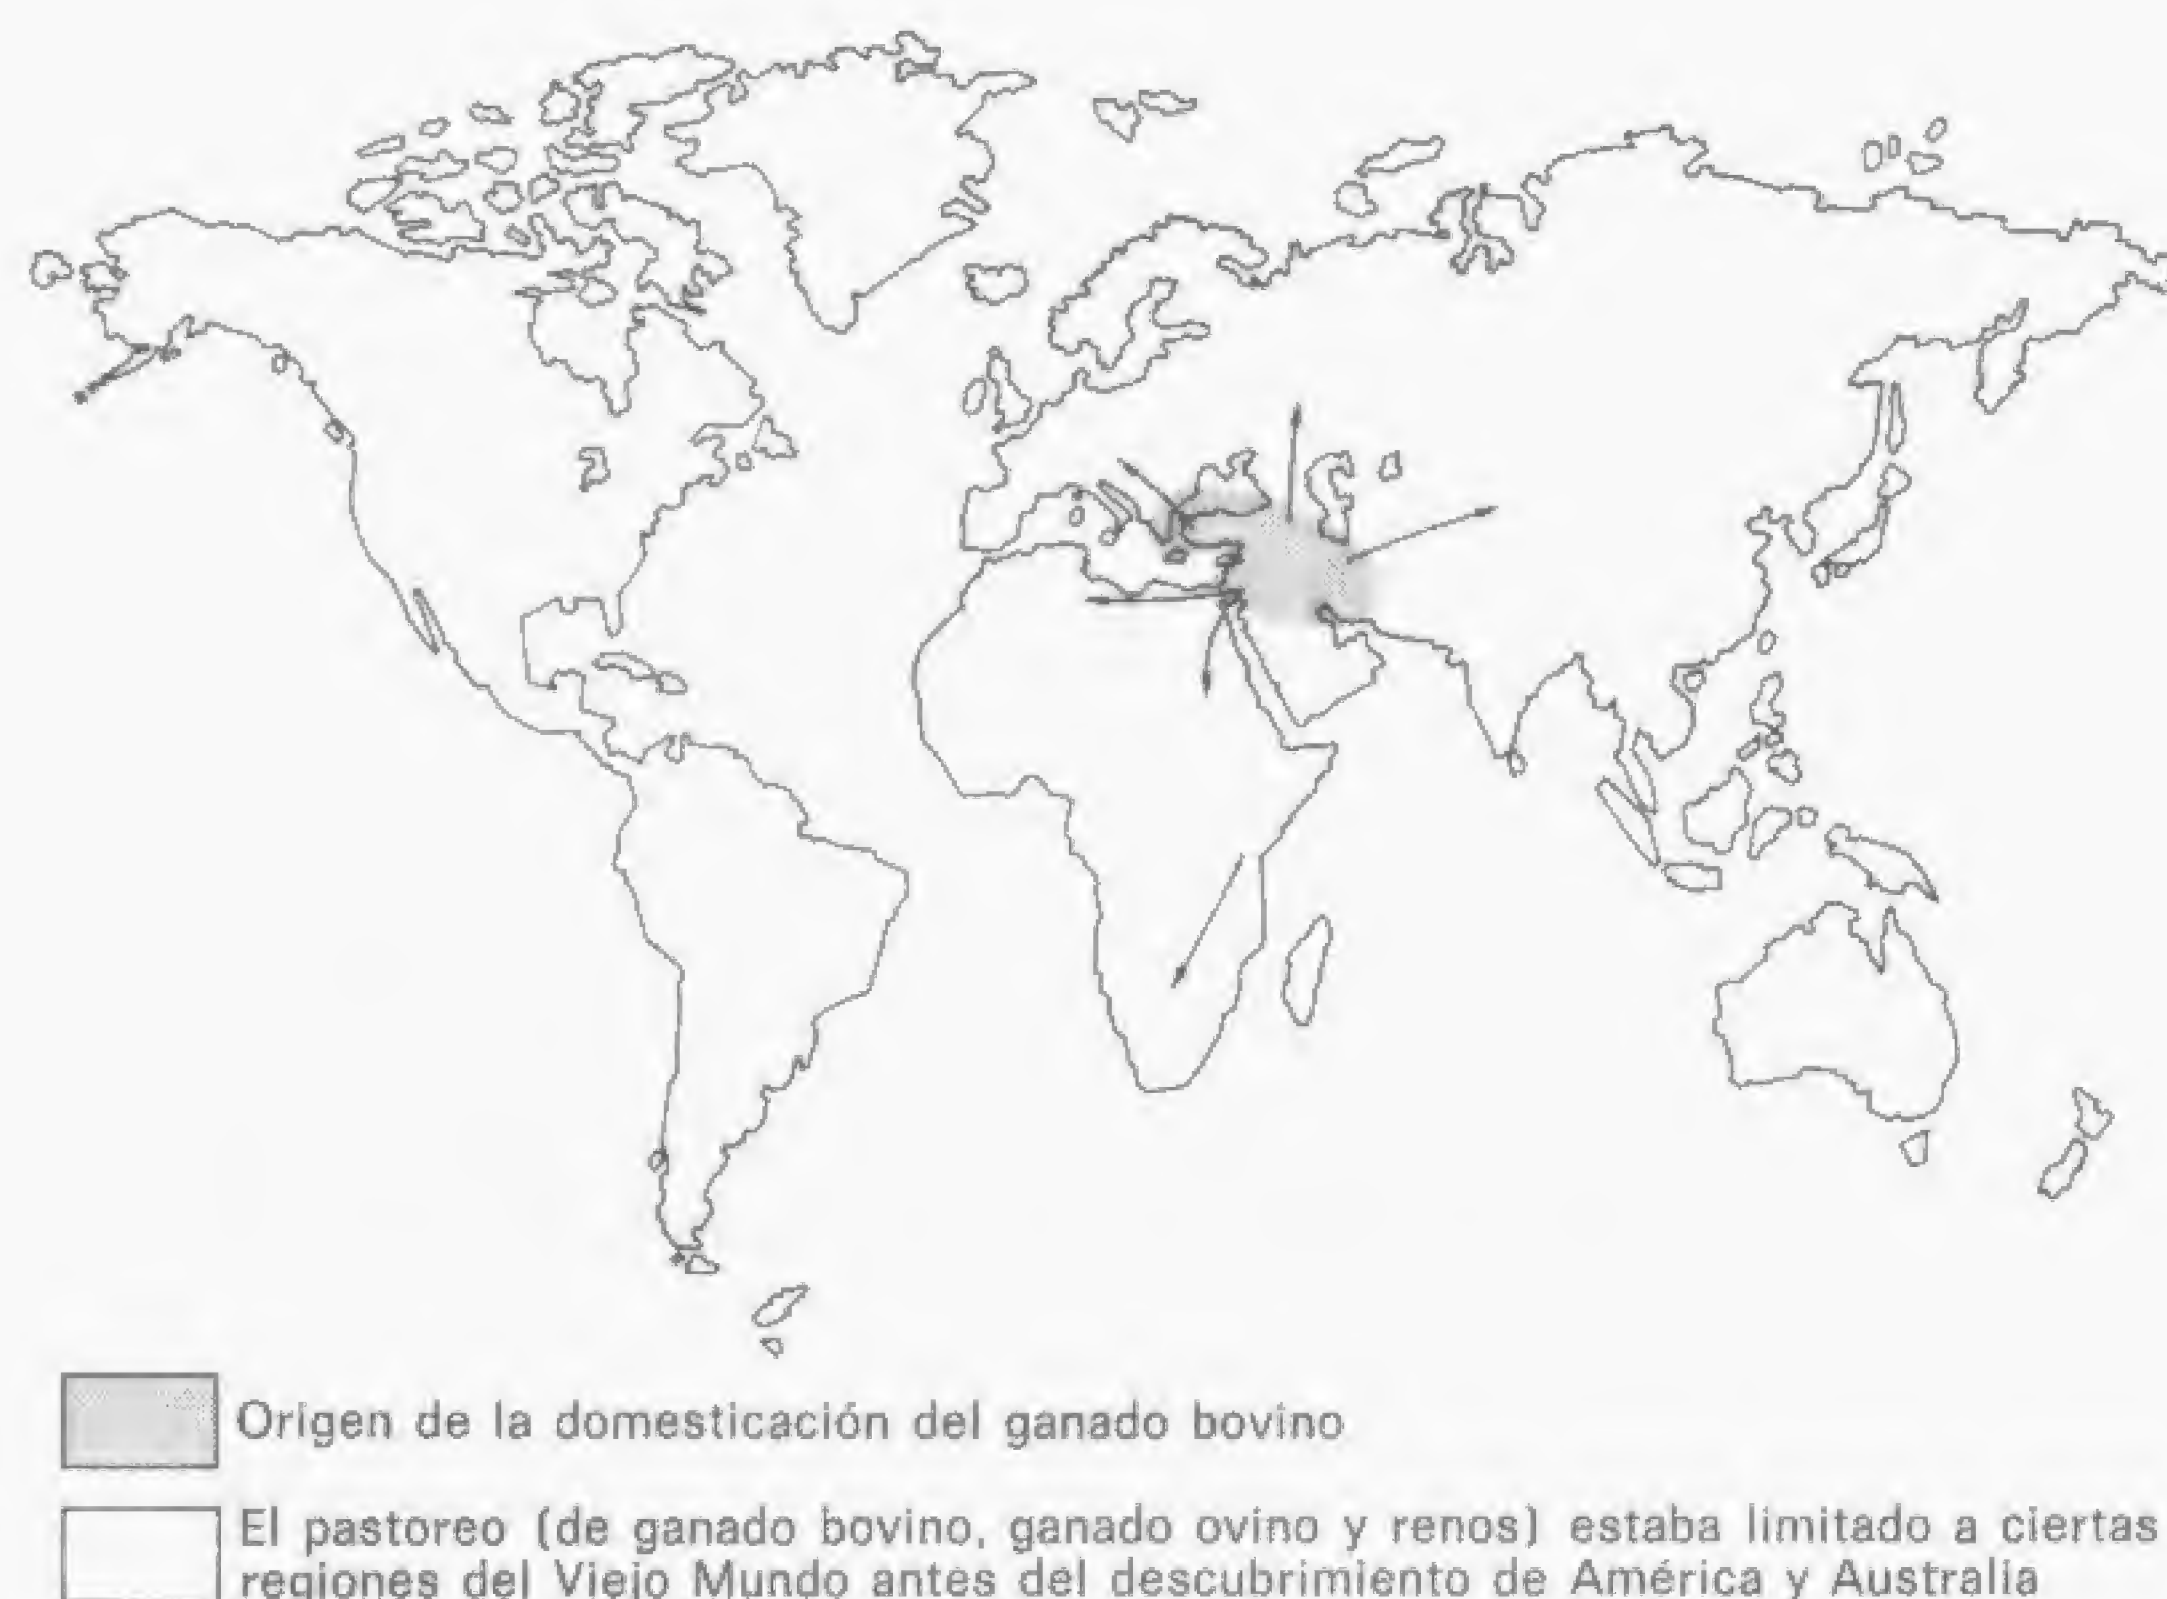 Origen de la domesticación del ganado bovino
El pastoreo (de ganado bovino, ganado ovino y renos) estaba limitado a ciertas
regiones del Viejo Mundo antes del descubrimiento de América y Australia